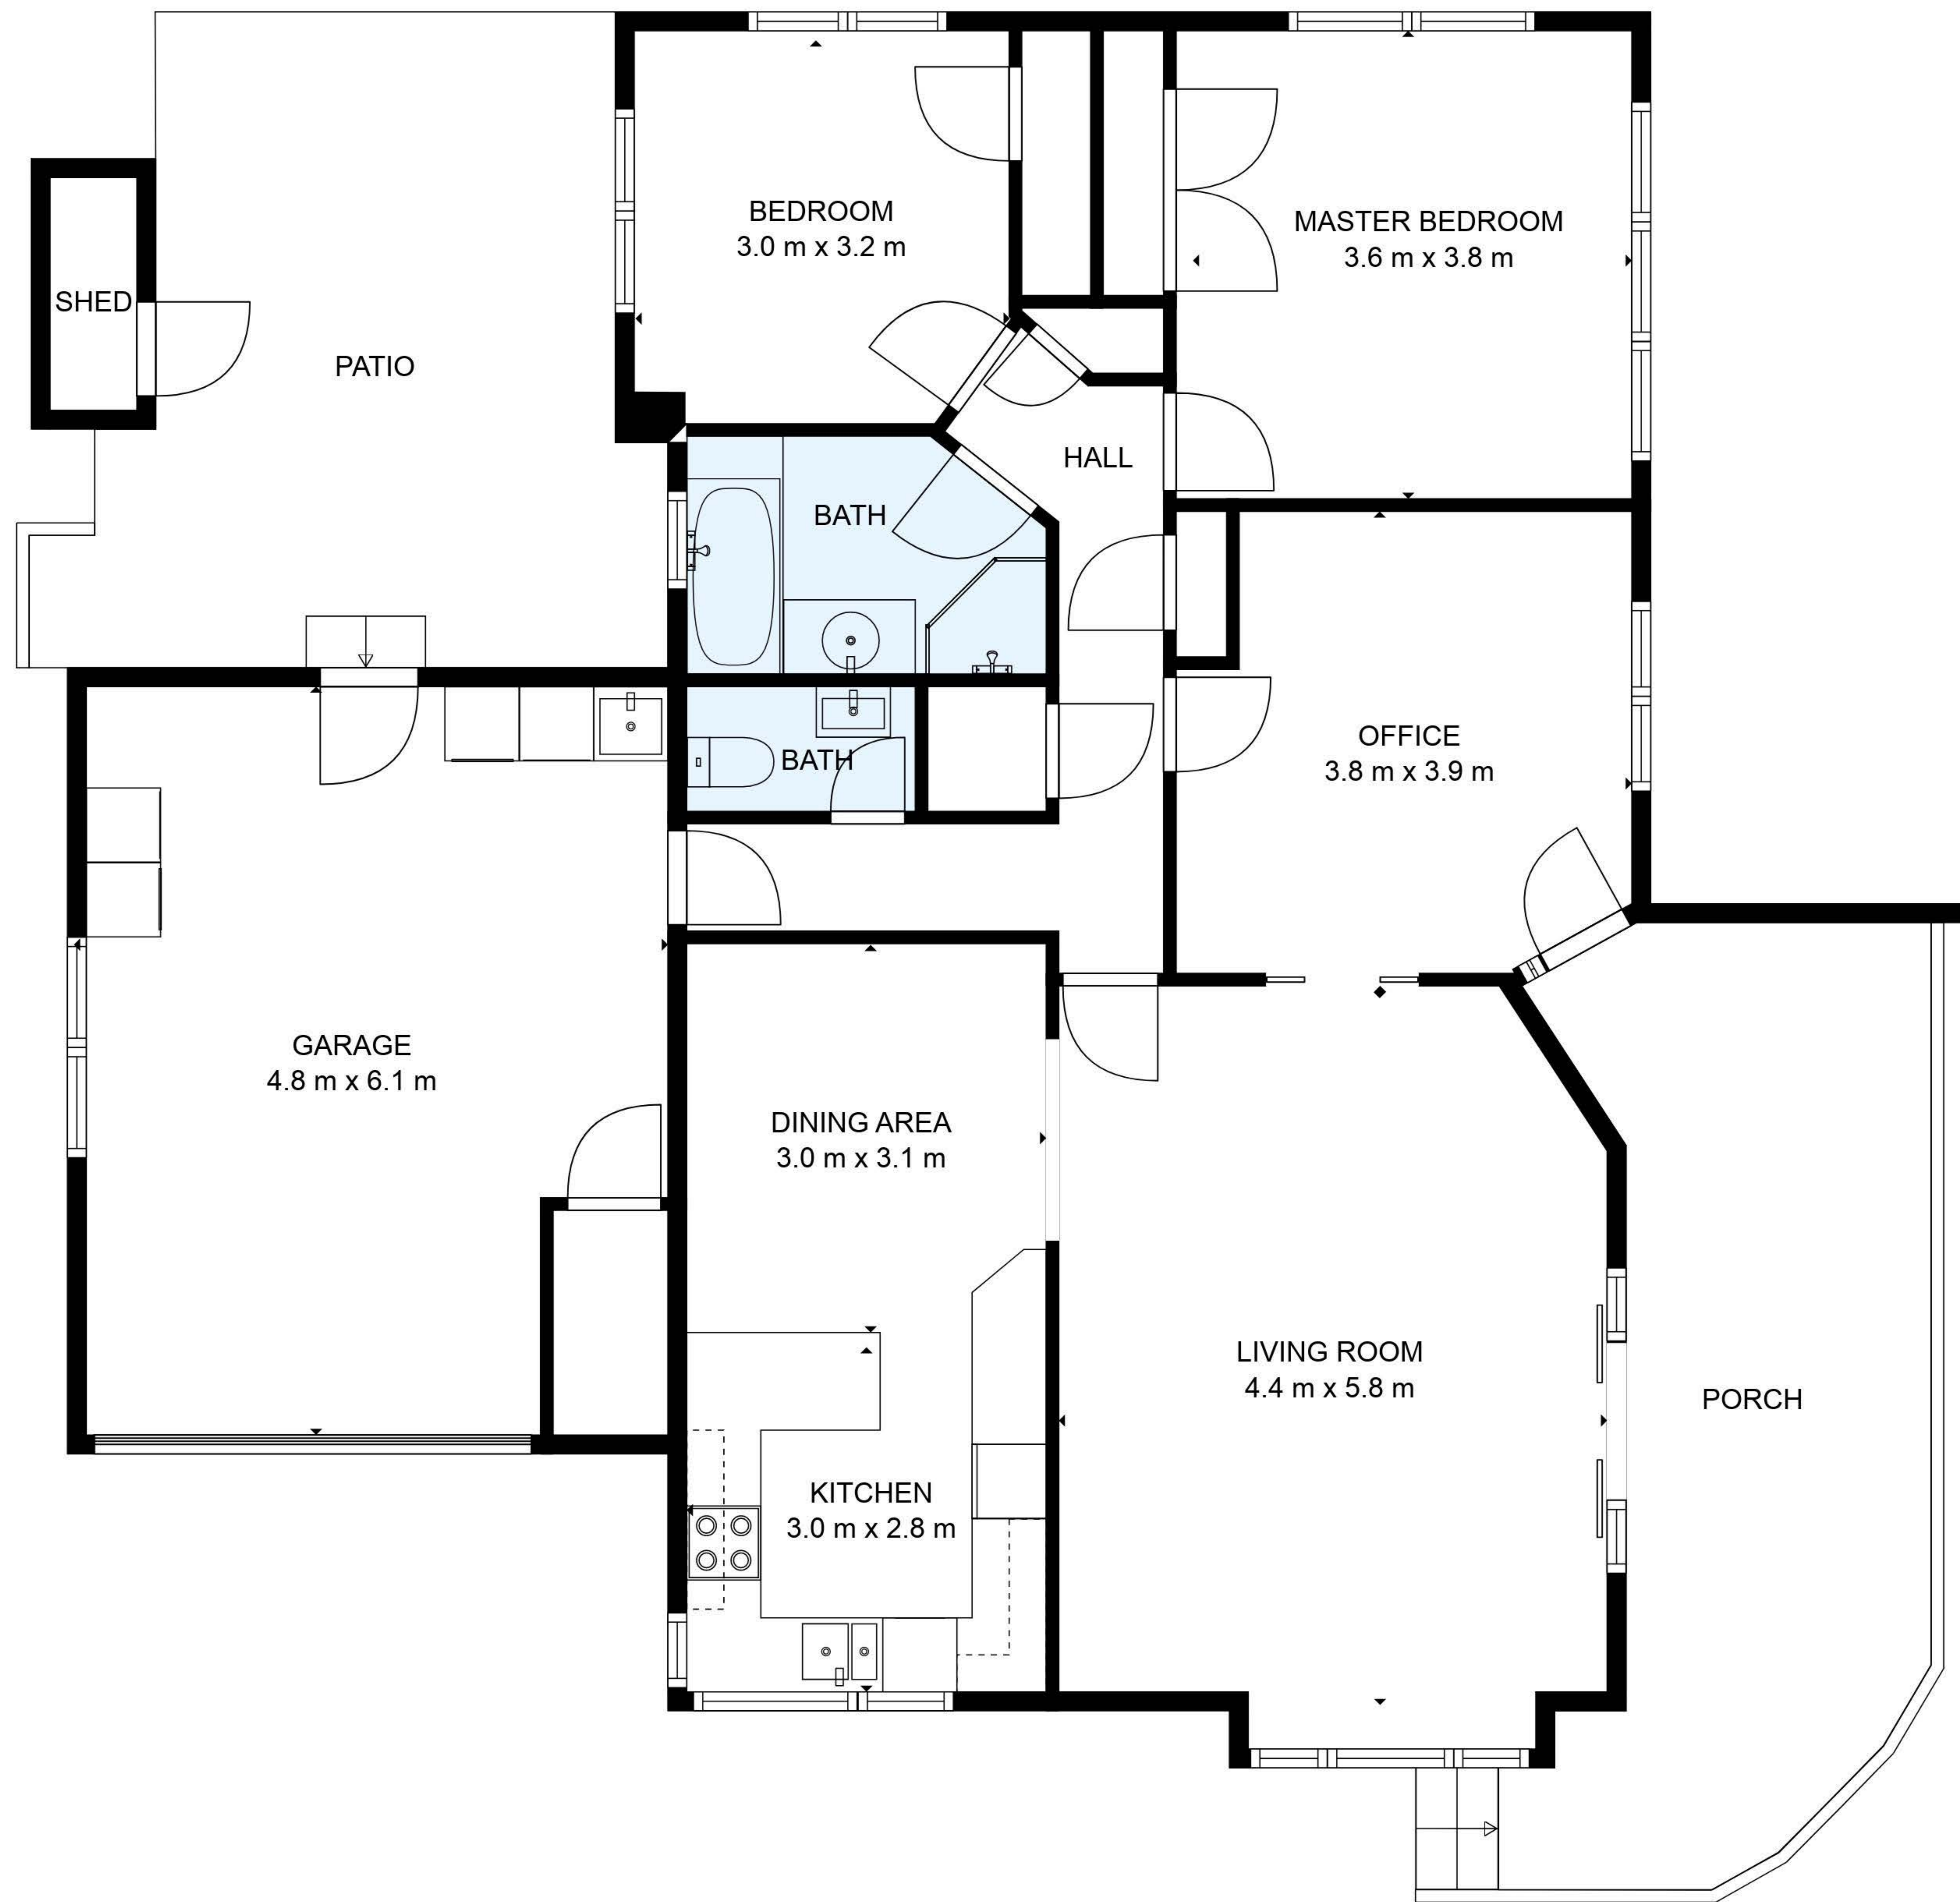 BEDROOM
3.0 m x 3.2 m
MASTER BEDROOM
3.6 m x 3.8 m
SHED
PATIO
HALL
BATH
OFFICE
3.8 m x 3.9 m
BATH
GARAGE
4.8 m x 6.1 m
DINING AREA
3.0 m x 3.1 m
LIVING ROOM
4.4 m x 5.8 m
PORCH
KITCHEN
3.0 m x 2.8 m